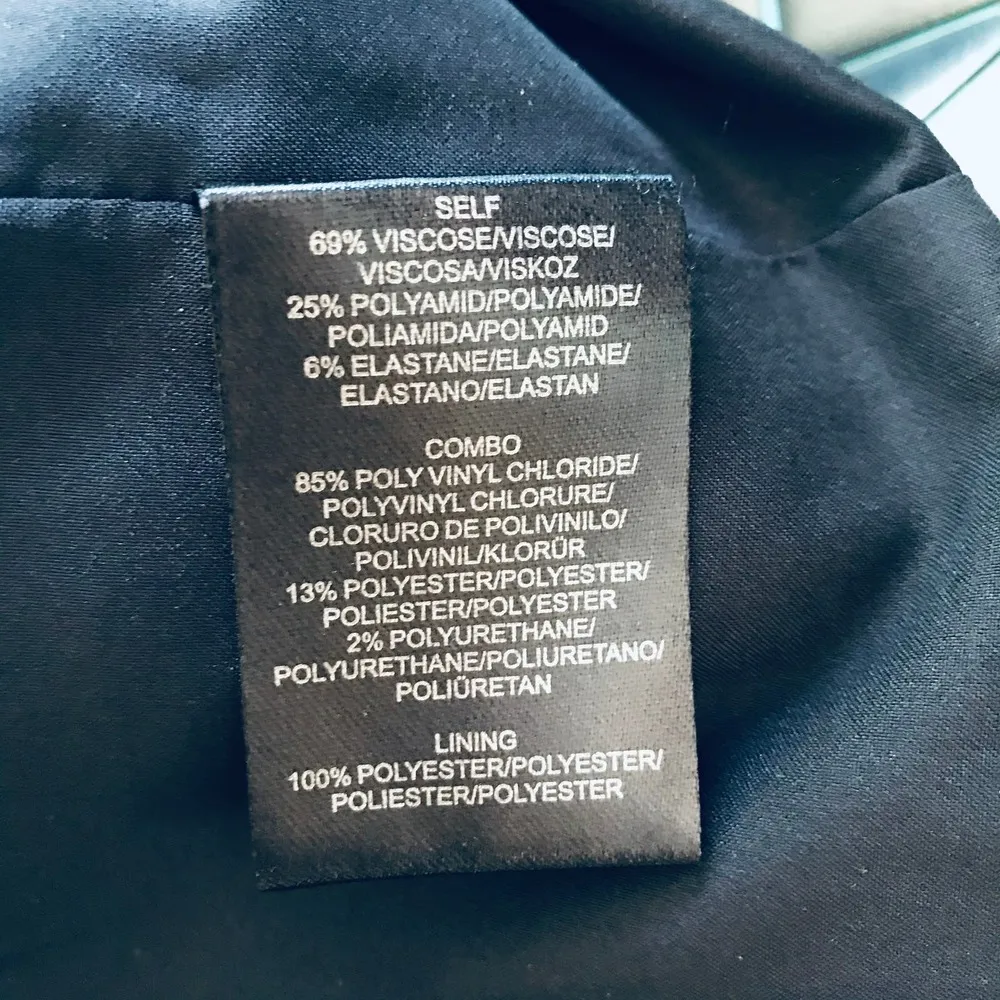 SELF
69% VISCOSE/VISCOSE/
VISCOSA/VISKOZ
25% POLYAMID/POLYAMIDE/
POLIAMIDA/POLYAMID
6% ELASTANE/ELASTANE/
ELASTANO/ELASTAN
COMBO
85% POLY VINYL CHLORIDE/
POLYVINYL CHLORURE/
CLORURO DE POLIVINILO/
POLIVINIL/KLORÜR
13% POLYESTER/POLYESTER/
POLIESTER/POLYESTER
2% POLYURETHANE/
POLYURETHANE/POLIURETANO/
POLIÜRETAN
LINING
100% POLYESTER/POLYESTER/
POLIESTER/POLYESTER